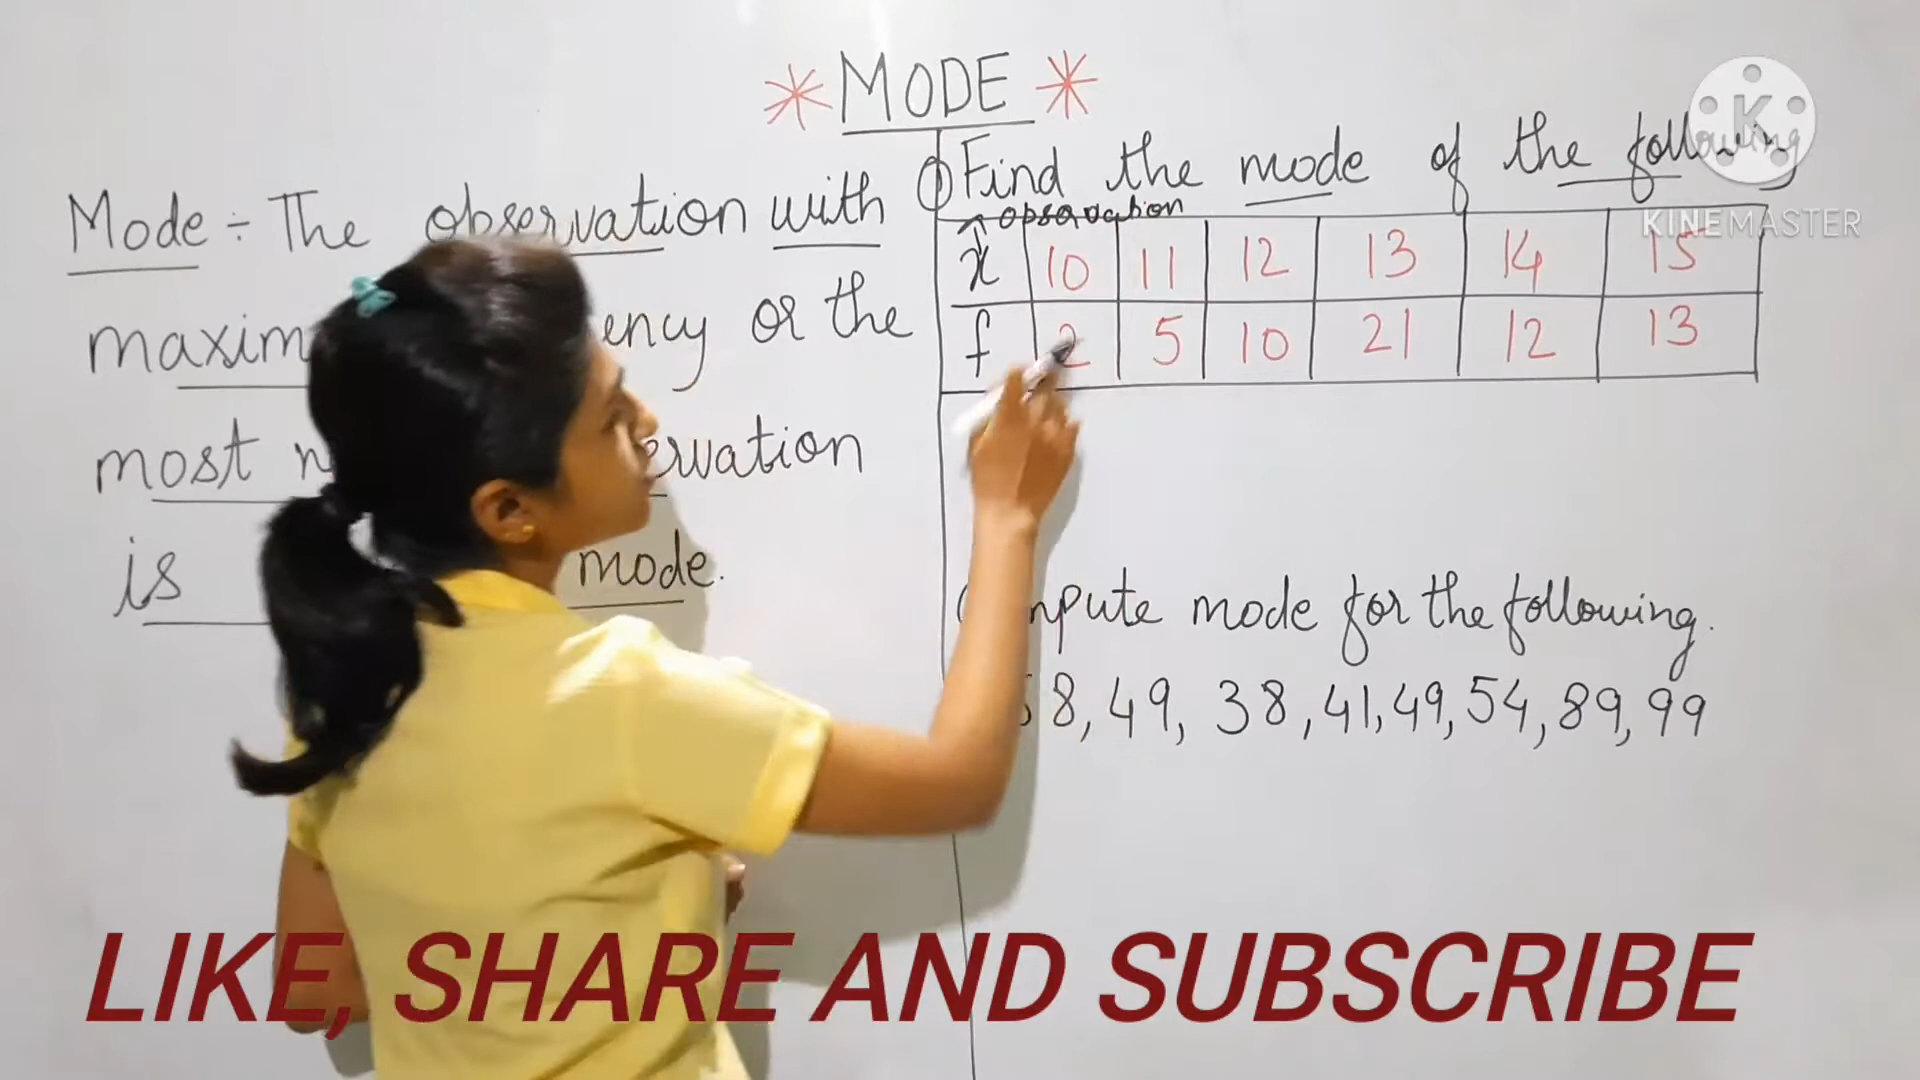 * MODE *
Mode ÷ The observation with
maxim ency or the
most n ervation
is mode.
Find the mode of the following
observation
x 10 11 12 13 14 15
f 2 5 10 21 12 13
mpute mode for the following.
8, 49, 38, 41, 49, 54, 89, 99
K
KINEMASTER
LIKE, SHARE AND SUBSCRIBE